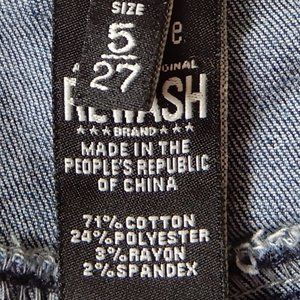 SIZE
5
27
e
REWASH
BRAND
MADE IN THE
PEOPLE'S REPUBLIC
OF CHINA
71%COTTON
24%POLYESTER
3%RAYON
2%SPANDEX